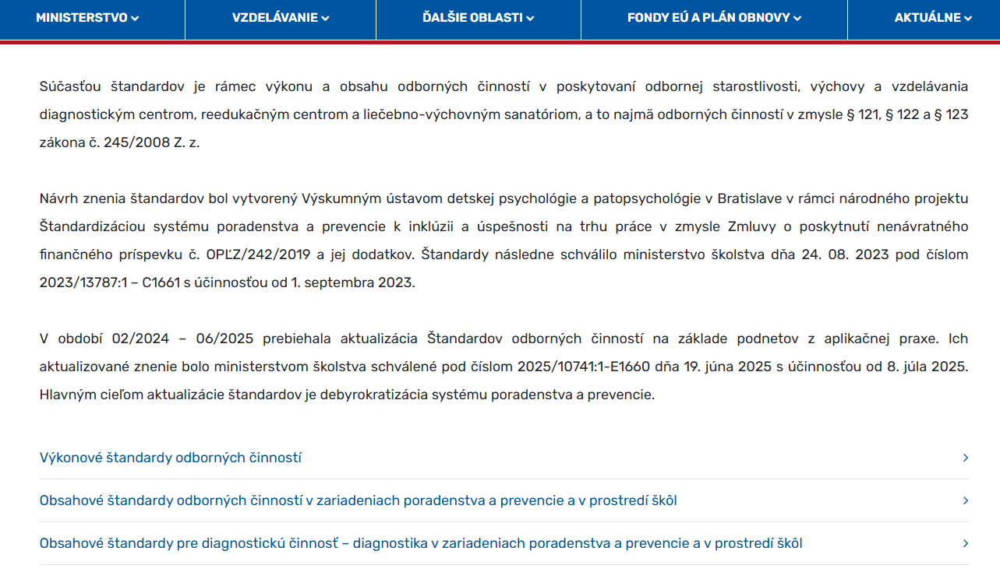 MINISTERSTVO
VZDELÁVANIE
ĎALŠIE OBLASTI
FONDY EÚ A PLÁN OBNOVY
AKTUÁLNE
Súčasťou štandardov je rámec výkonu a obsahu odborných činností v poskytovaní odbornej starostlivosti, výchovy a vzdelávania
diagnostickým centrom, reedukačným centrom a liečebno-výchovným sanatóriom, a to najmä odborných činností v zmysle § 121, § 122 a § 123
zákona č. 245/2008 Z. z.
Návrh znenia štandardov bol vytvorený Výskumným ústavom detskej psychológie a patopsychológie v Bratislave v rámci národného projektu
Štandardizáciou systému poradenstva a prevencie k inklúzii a úspešnosti na trhu práce v zmysle Zmluvy o poskytnutí nenávratného
finančného príspevku č. OPĽZ/242/2019 a jej dodatkov. Štandardy následne schválilo ministerstvo školstva dňa 24. 08. 2023 pod číslom
2023/13787:1 – C1661 s účinnosťou od 1. septembra 2023.
V období 02/2024 – 06/2025 prebiehala aktualizácia Štandardov odborných činností na základe podnetov z aplikačnej praxe. Ich
aktualizované znenie bolo ministerstvom školstva schválené pod číslom 2025/10741:1-E1660 dňa 19. júna 2025 s účinnosťou od 8. júla 2025.
Hlavným cieľom aktualizácie štandardov je debyrokratizácia systému poradenstva a prevencie.
Výkonové štandardy odborných činností
Obsahové štandardy odborných činností v zariadeniach poradenstva a prevencie a v prostredí škôl
Obsahové štandardy pre diagnostickú činnosť – diagnostika v zariadeniach poradenstva a prevencie a v prostredí škôl